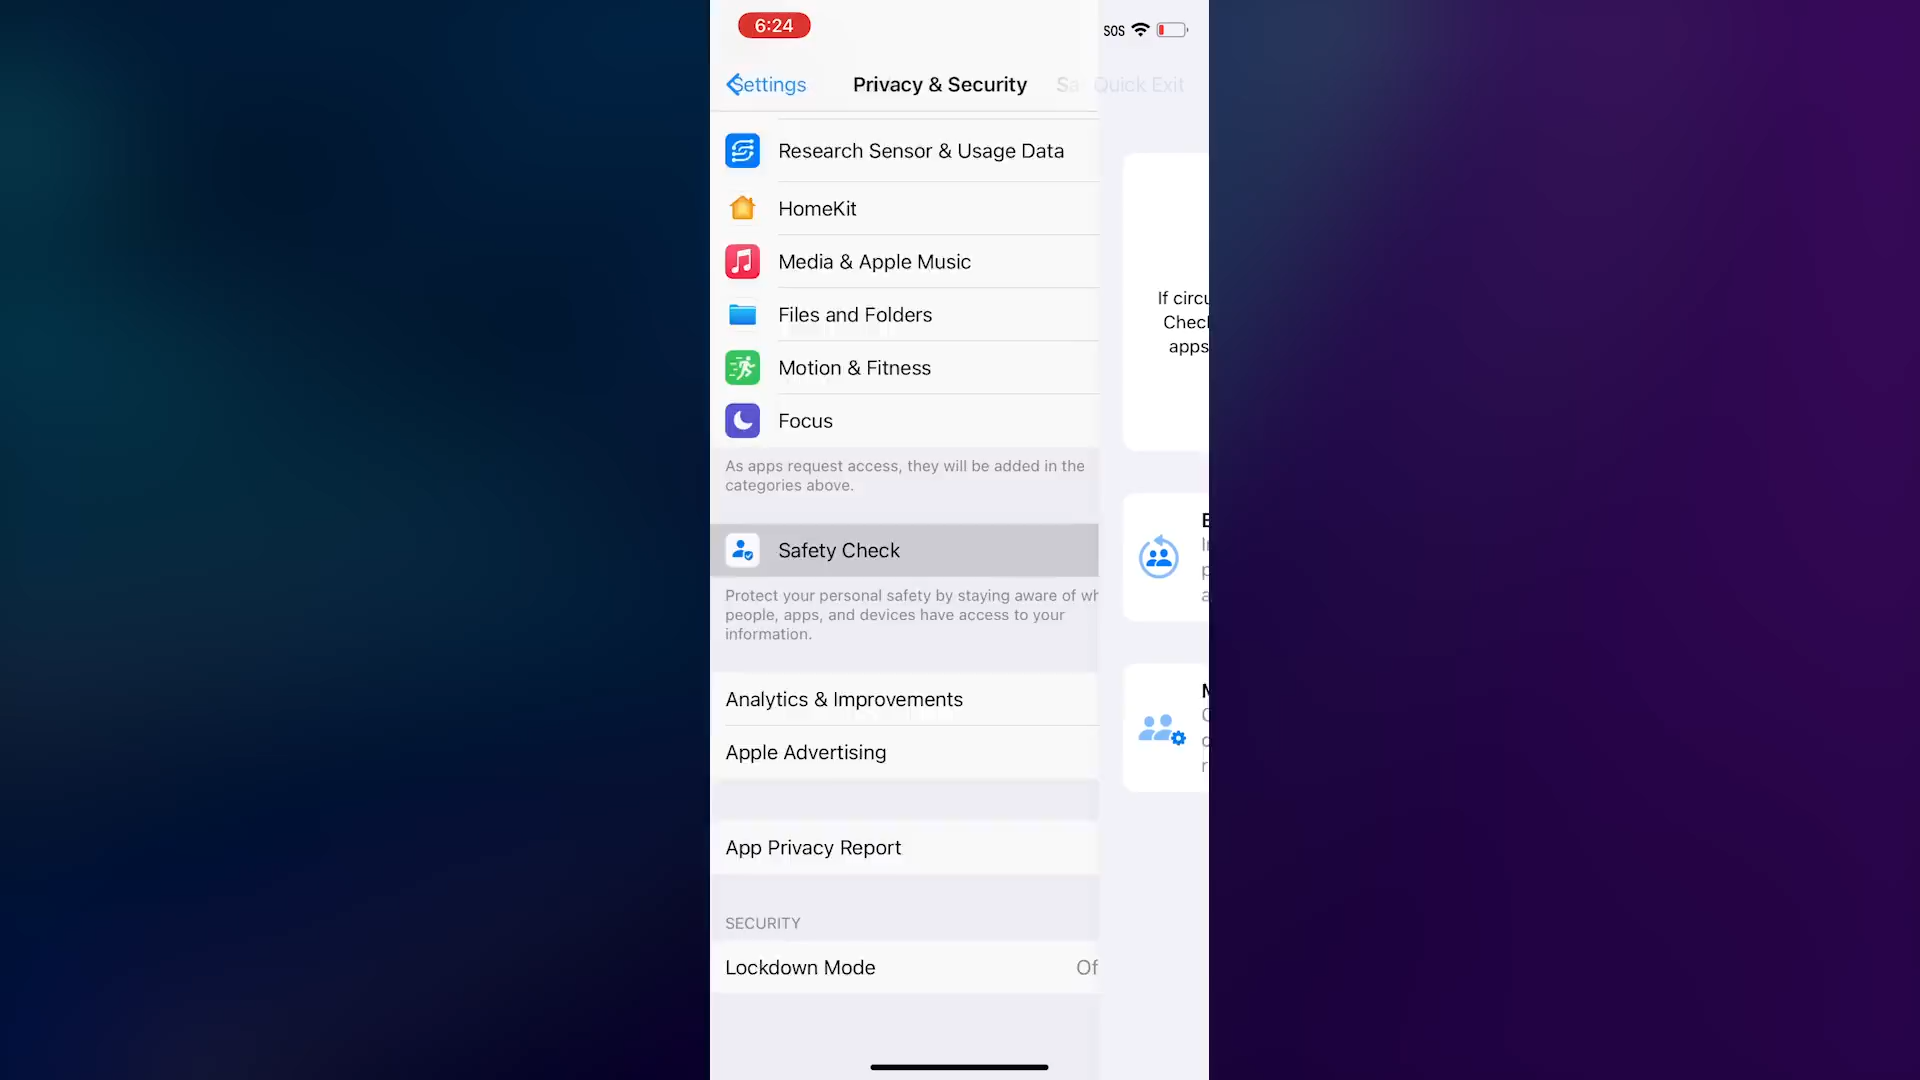 6:24
SOS
Settings
Privacy & Security
Sa
Quick Exit
Research Sensor & Usage Data
HomeKit
Media & Apple Music
Files and Folders
Motion & Fitness
Focus
As apps request access, they will be added in the
categories above.
Safety Check
Protect your personal safety by staying aware of wh
people, apps, and devices have access to your
information.
Analytics & Improvements
Apple Advertising
App Privacy Report
SECURITY
Lockdown Mode
Of
If circu
Check
apps